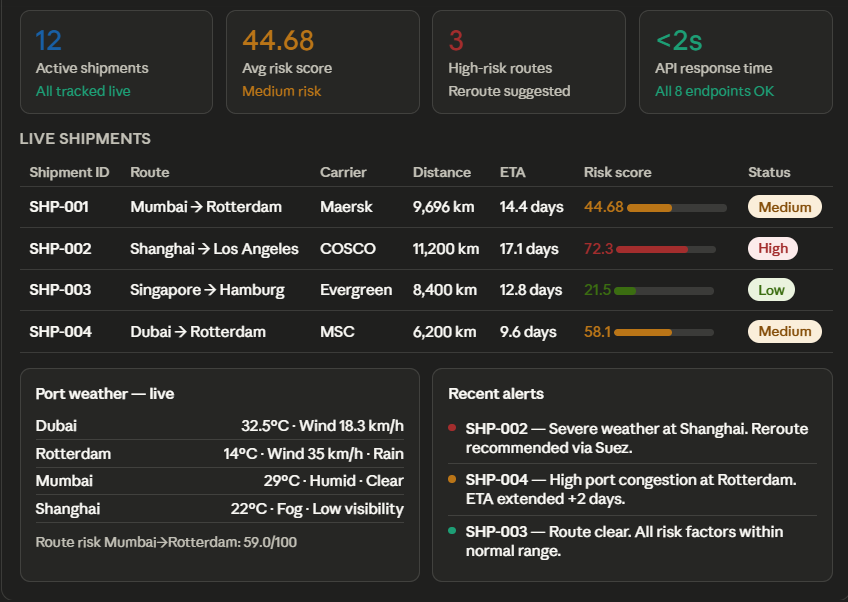 12
Active shipments
All tracked live
44.68
Avg risk score
Medium risk
3
High-risk routes
Reroute suggested
<2s
API response time
All 8 endpoints OK
LIVE SHIPMENTS
Shipment ID Route Carrier Distance ETA Risk score Status
SHP-001 Mumbai → Rotterdam Maersk 9,696 km 14.4 days 44.68 Medium
SHP-002 Shanghai → Los Angeles COSCO 11,200 km 17.1 days 72.3 High
SHP-003 Singapore → Hamburg Evergreen 8,400 km 12.8 days 21.5 Low
SHP-004 Dubai → Rotterdam MSC 6,200 km 9.6 days 58.1 Medium
Port weather — live
Dubai 32.5°C · Wind 18.3 km/h
Rotterdam 14°C · Wind 35 km/h · Rain
Mumbai 29°C · Humid · Clear
Shanghai 22°C · Fog · Low visibility
Route risk Mumbai→Rotterdam: 59.0/100
Recent alerts
SHP-002 — Severe weather at Shanghai. Reroute
recommended via Suez.
SHP-004 — High port congestion at Rotterdam.
ETA extended +2 days.
SHP-003 — Route clear. All risk factors within
normal range.